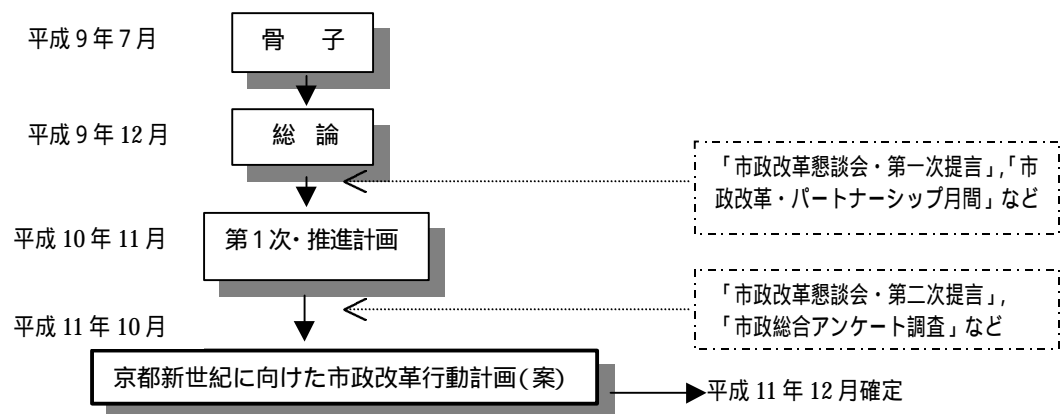 平成9年7月
骨 子
平成9年12月
総 論
「市政改革懇談会・第一次提言」,「市
政改革・パートナーシップ月間」など
平成10年11月
第1次・推進計画
「市政改革懇談会・第二次提言」,
「市政総合アンケート調査」など
平成11年10月
京都新世紀に向けた市政改革行動計画(案)
平成11年12月確定